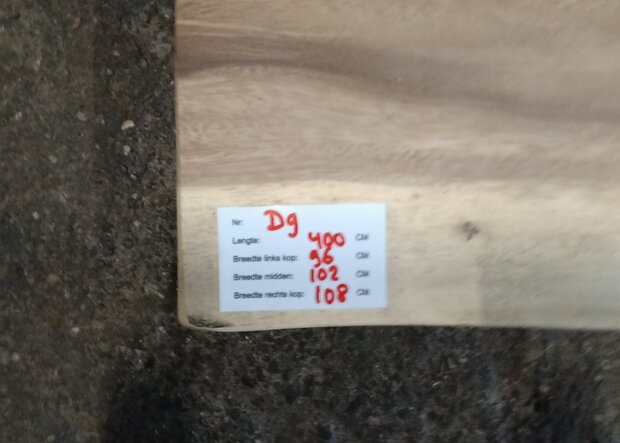 Nr: D9
Lengte: 400 CM
Breedte links kop: 96 CM
Breedte midden: 102 CM
Breedte rechts kop: 108 CM